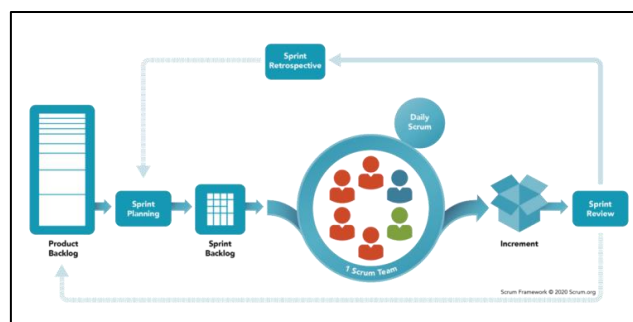 Sprint
Retrospective
Daily
Scrum
Sprint
Planning
Sprint
Review
Product
Backlog
Sprint
Backlog
1 Scrum Team
Increment
Scrum Framework © 2020 Scrum.org